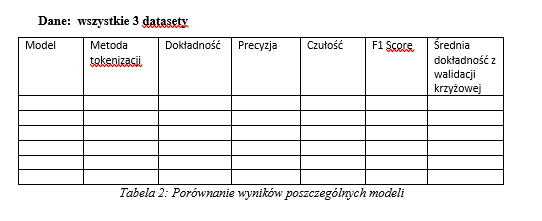 Dane: wszystkie 3 datasety
Model
Metoda
tokenizacji
Dokładność
Precyzja
Czułość
F1 Score
Średnia
dokładność z
walidacji
krzyżowej
Tabela 2: Porównanie wyników poszczególnych modeli